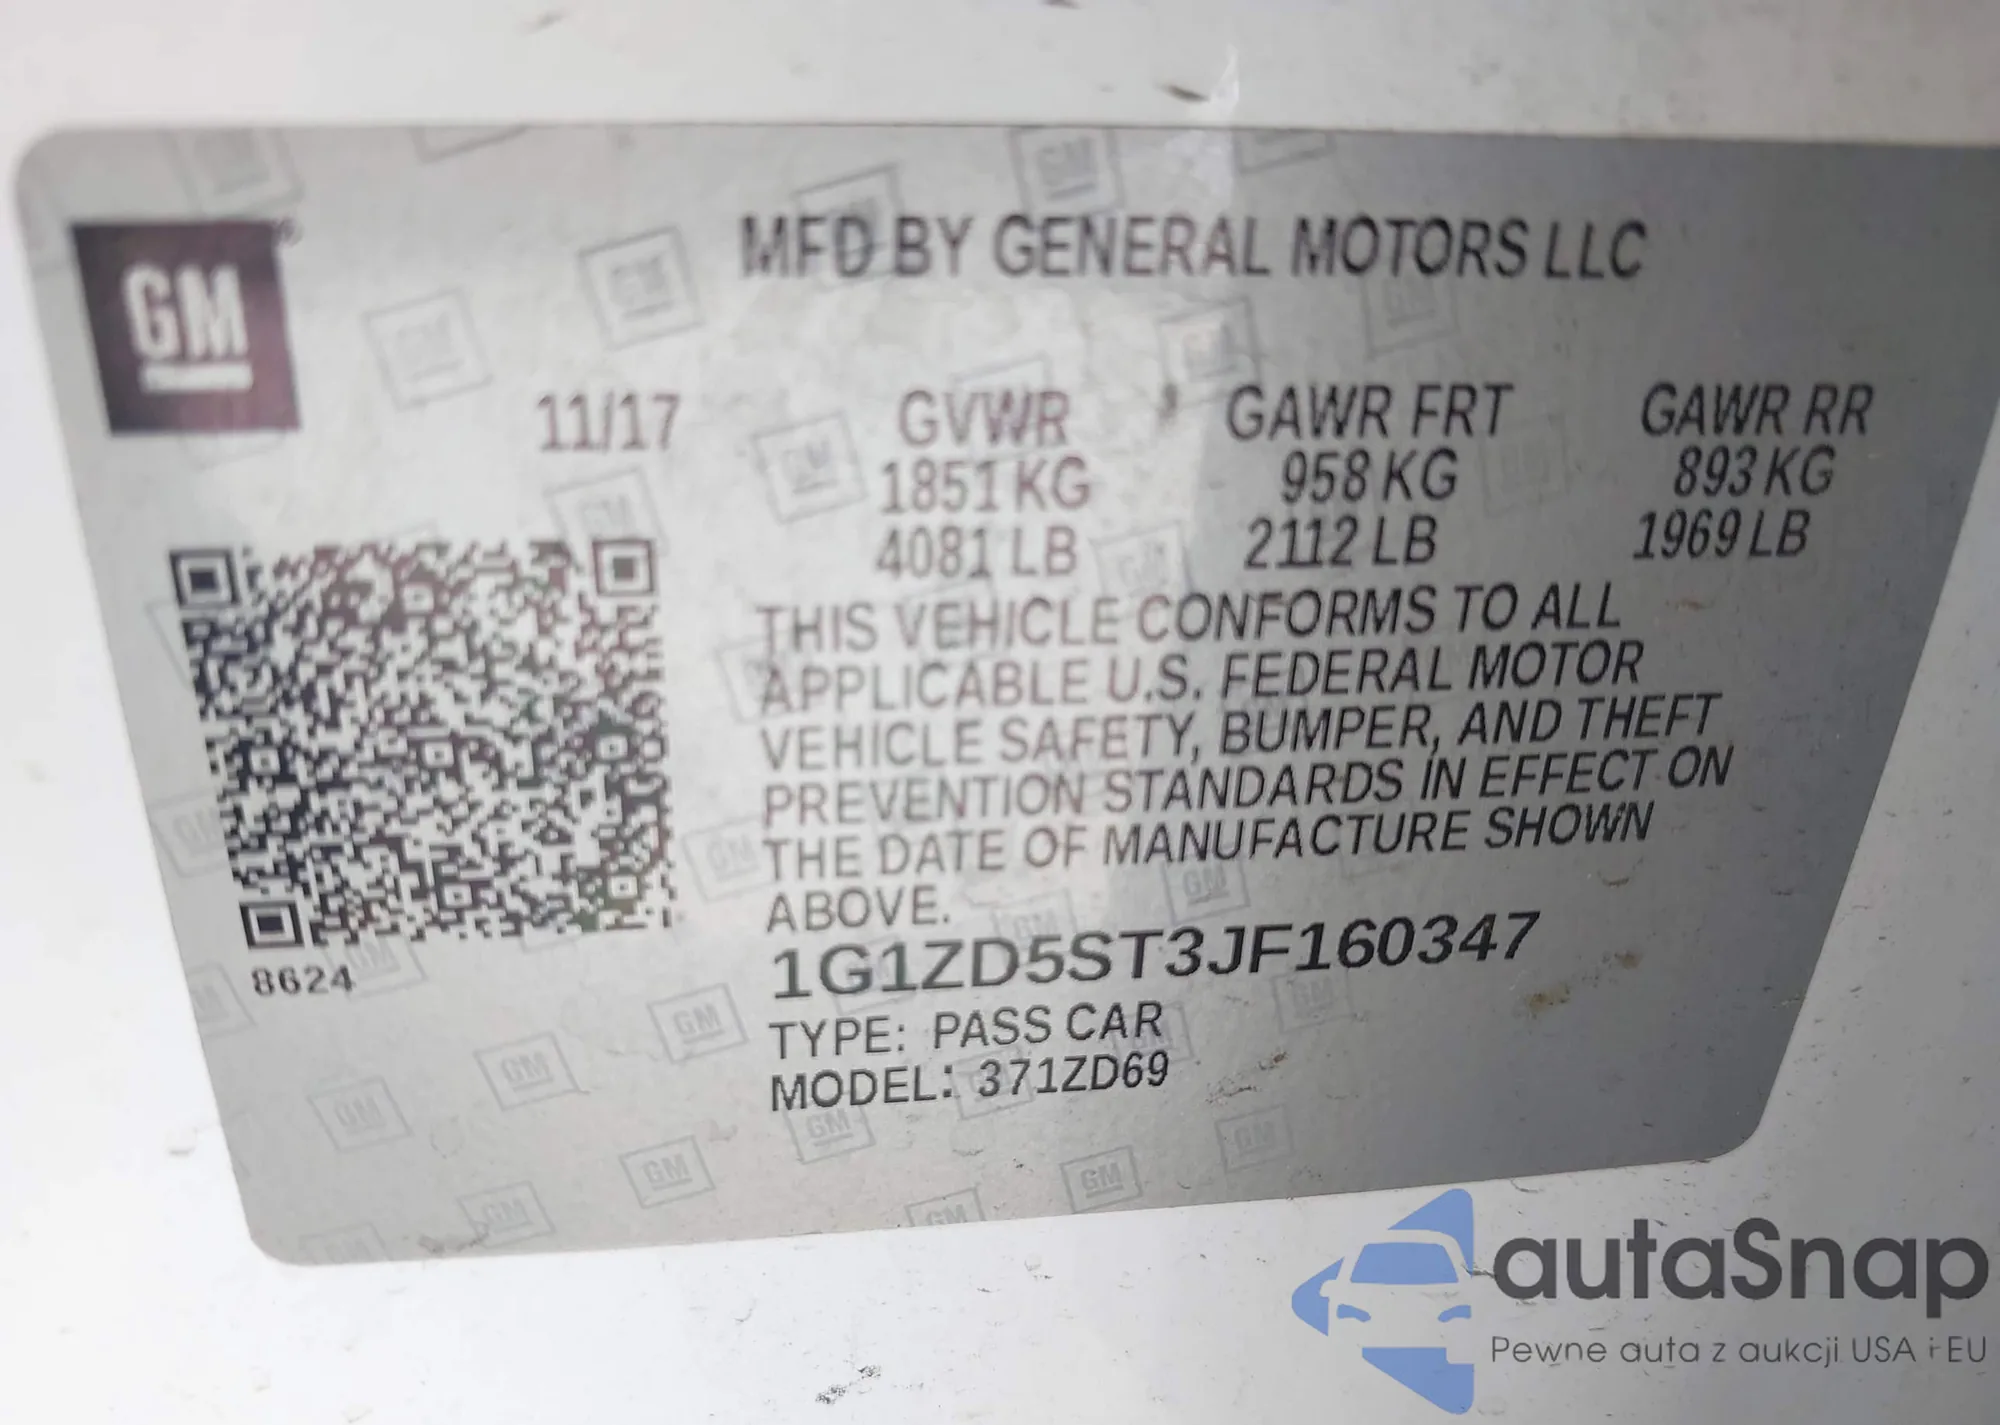 GM
MFD BY GENERAL MOTORS LLC
11/17 GVWR GAWR FRT GAWR RR
1851 KG 958 KG 893 KG
4081 LB 2112 LB 1969 LB
THIS VEHICLE CONFORMS TO ALL
APPLICABLE U.S. FEDERAL MOTOR
VEHICLE SAFETY, BUMPER, AND THEFT
PREVENTION STANDARDS IN EFFECT ON
THE DATE OF MANUFACTURE SHOWN
ABOVE.
8624
1G1ZD5ST3JF160347
TYPE: PASS CAR
MODEL: 371ZD69
autaSnap
Pewne auta z aukcji USA i EU